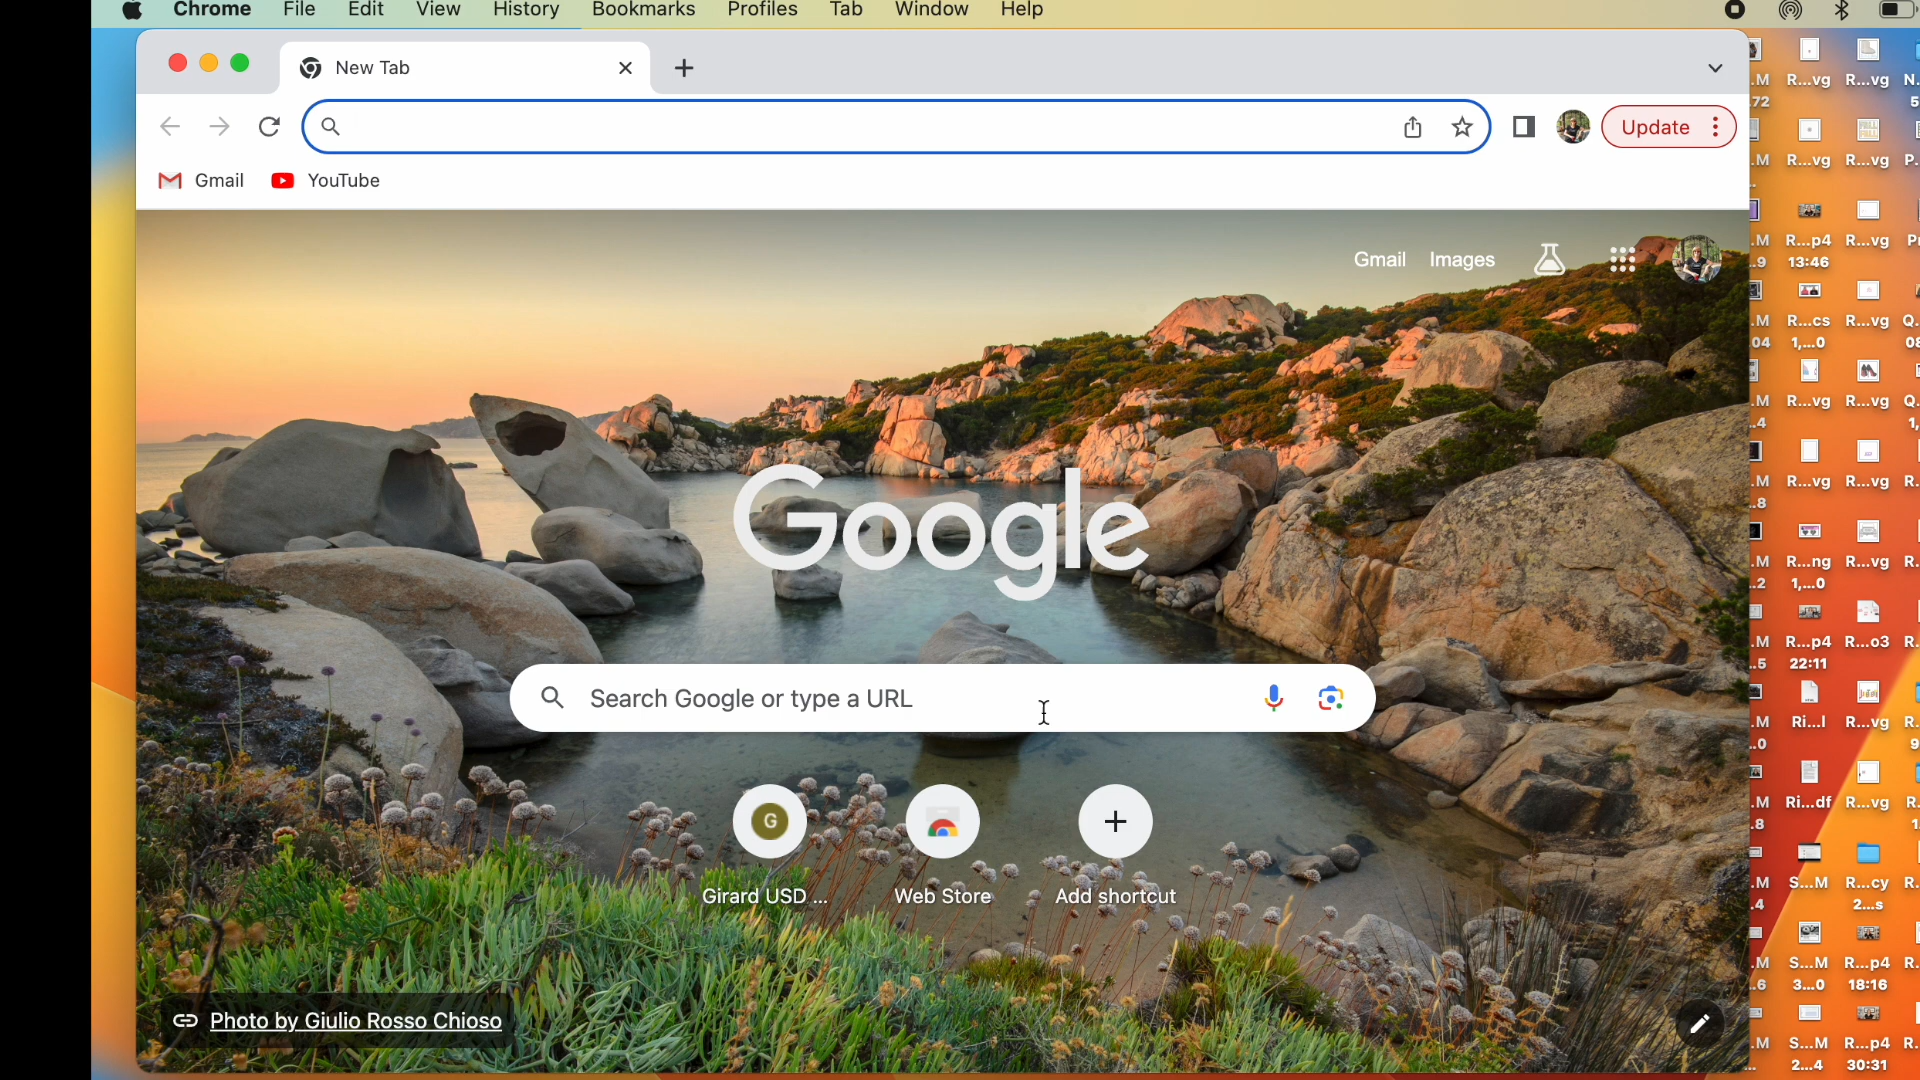 Chrome File Edit View History Bookmarks Profiles Tab Window Help
New Tab
Update
Gmail YouTube
Gmail Images
Google
Search Google or type a URL
Girard USD ... Web Store Add shortcut
Photo by Giulio Rosso Chioso
R...vg R...vg
R...vg R...vg
R...p4 R...vg
13:46
R...cs R...vg
1,...0
R...vg R...vg
R...vg R...vg
R...ng R...vg
1,...0
R...p4 R...o3
22:11
Ri...l R...vg
Ri...df R...vg
S...M R...cy
2...s
S...M R...p4
3...0 18:16
S...M R...p4
2...4 30:31